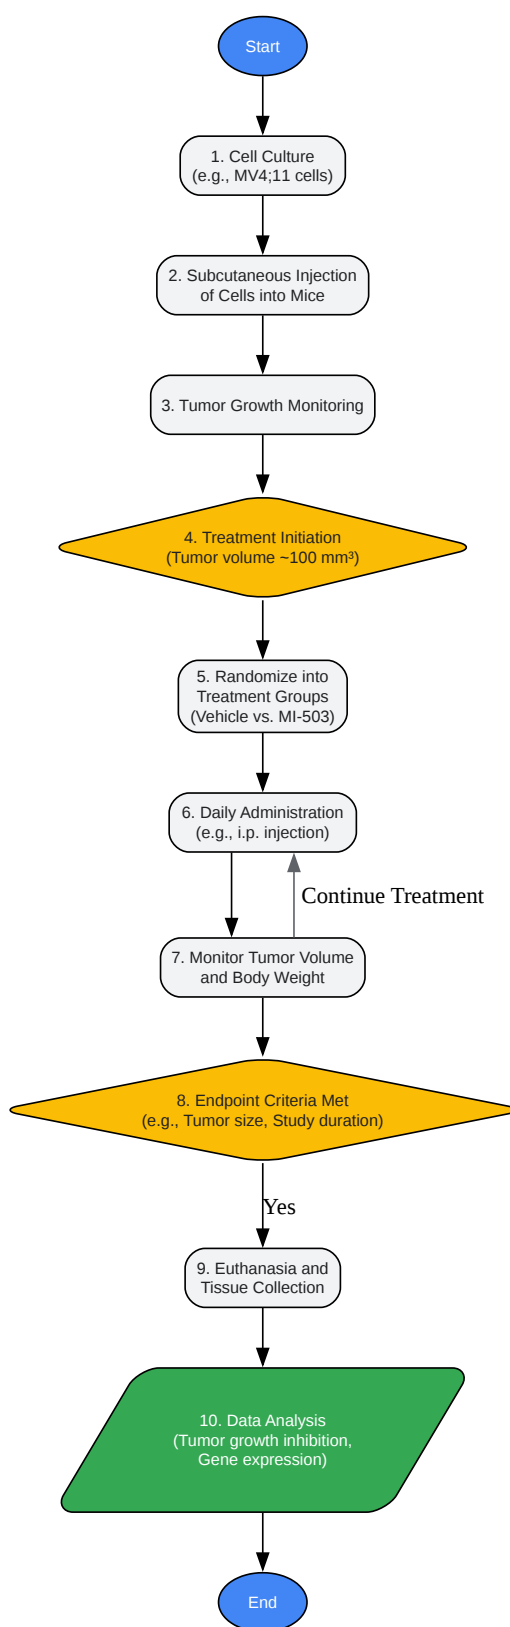 Start
1. Cell Culture
(e.g., MV4;11 cells)
2. Subcutaneous Injection
of Cells into Mice
3. Tumor Growth Monitoring
4. Treatment Initiation
(Tumor volume ~100 mm³)
5. Randomize into
Treatment Groups
(Vehicle vs. MI-503)
6. Daily Administration
(e.g., i.p. injection)
Continue Treatment
7. Monitor Tumor Volume
and Body Weight
8. Endpoint Criteria Met
(e.g., Tumor size, Study duration)
Yes
9. Euthanasia and
Tissue Collection
10. Data Analysis
(Tumor growth inhibition,
Gene expression)
End